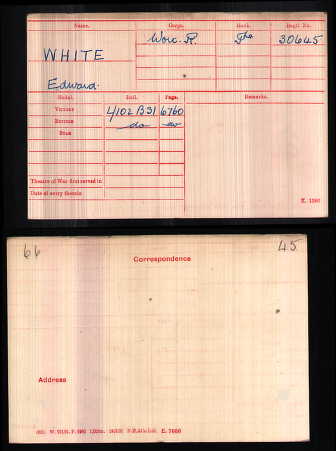 Name. Corps. Rank. Regtl. No.
WHITE Worc. R. Pte 30645
Edward.
Medal. Roll. Page. Remarks.
Victory 4/102 B31 6760
British do do
Star
Theatre of War first served in
Date of entry therein
E. 1380
66 45
Correspondence
Address